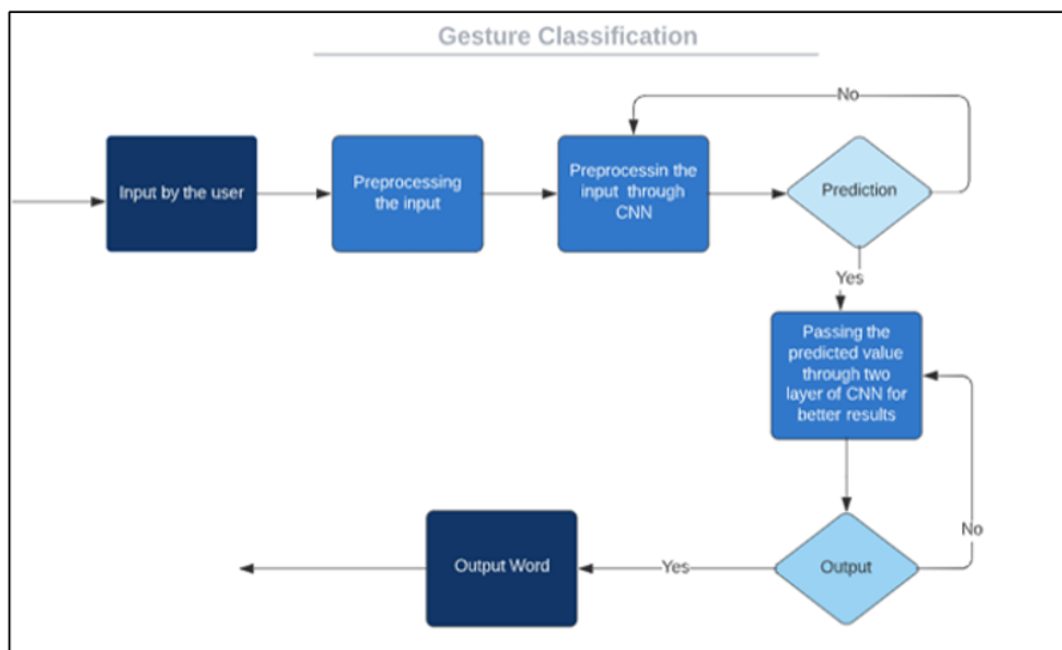 Gesture Classification
No
Input by the user
Preprocessing
the input
Preprocessin the
input through
CNN
Prediction
Yes
Passing the
predicted value
through two
layer of CNN for
better results
No
Output Word
Yes
Output